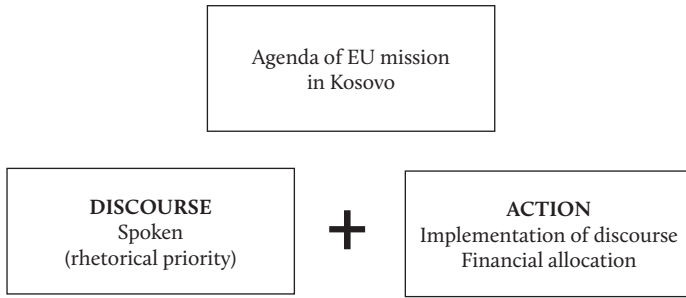 Agenda of EU mission
in Kosovo
DISCOURSE
Spoken
(rhetorical priority)
+
ACTION
Implementation of discourse
Financial allocation